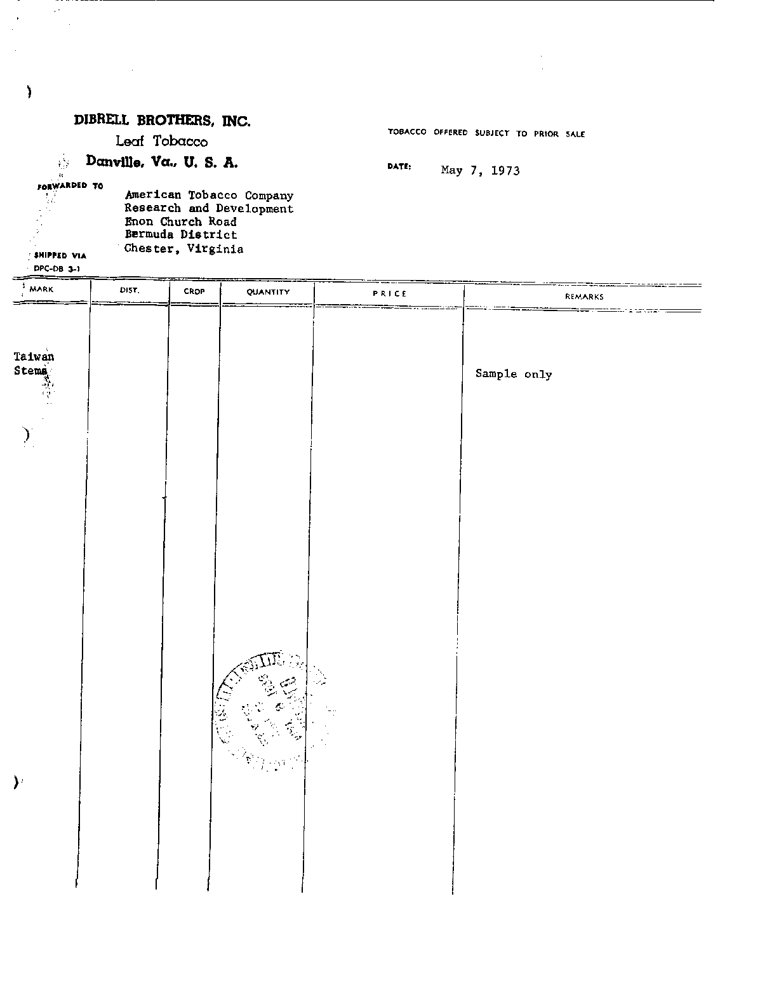 DIBRELL BROTHERS, INC.
Leaf Tobacco
Danville, Va., U. S. A.
TOBACCO OFFERED SUBJECT TO PRIOR SALE
DATE: May 7, 1973
FORWARDED TO
American Tobacco Company
Research and Development
Enon Church Road
Bermuda District
Chester, Virginia
SHIPPED VIA
DPC-DB 3-1
MARK DIST. CROP QUANTITY PRICE REMARKS
Taiwan
Stems
Sample only